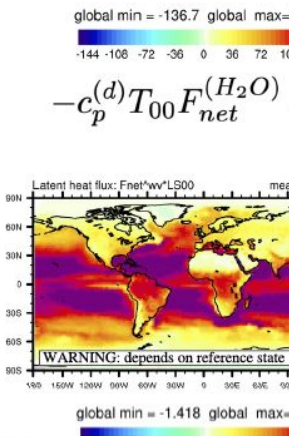 global min = -136.7 global max=
-144 -108 -72 -36 0 36 72 10
-c_p^{(d)} T_{00} F_{net}^{(H_2O)}
Latent heat flux: Fnet^wv*LS00 mea
90N
60N
30N
0
30S
60S
90S
WARNING: depends on reference state
180 150W 120W 90W 60W 30W 0 30E 60E 90
global min = -1.418 global max=